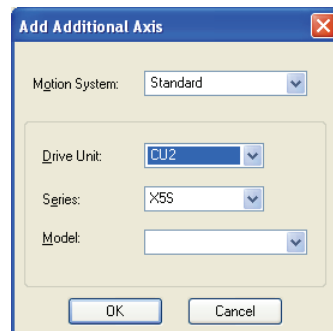 Add Additional Axis
Motion System: Standard
Drive Unit: CU2
Series: X5S
Model:
OK Cancel